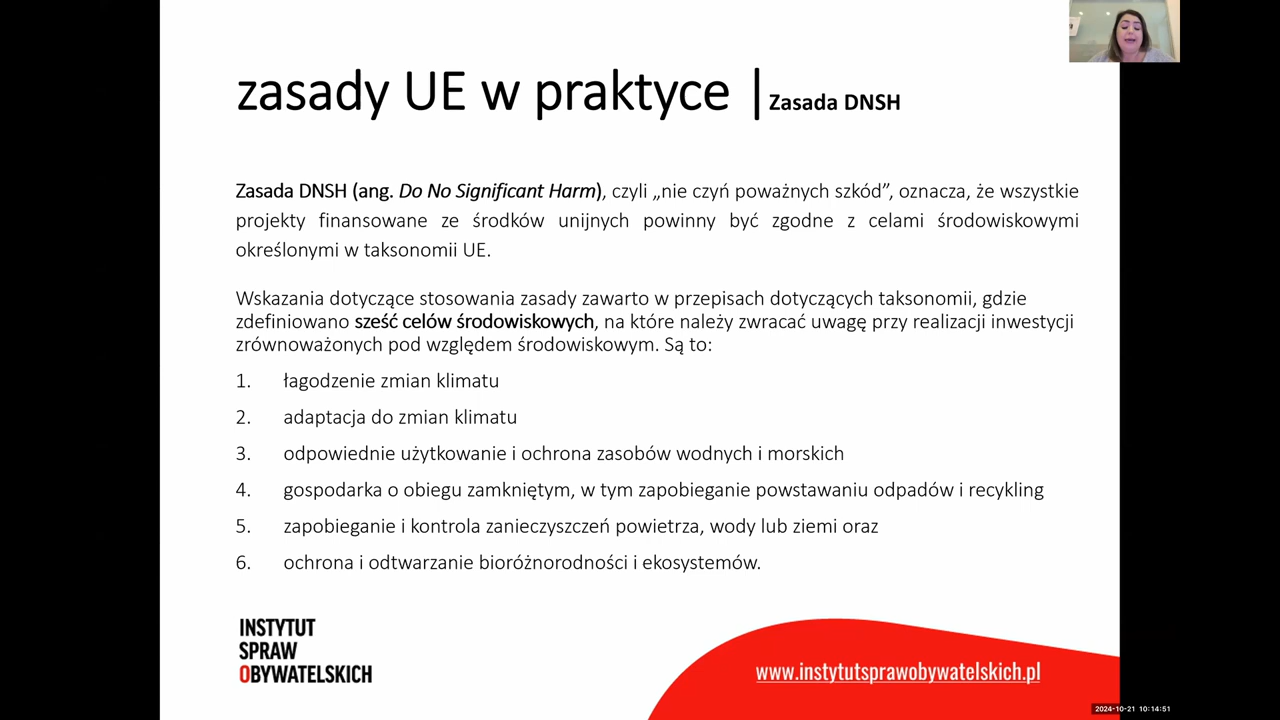 zasady UE w praktyce | Zasada DNSH
Zasada DNSH (ang. Do No Significant Harm), czyli „nie czyń poważnych szkód”, oznacza, że wszystkie
projekty finansowane ze środków unijnych powinny być zgodne z celami środowiskowymi
określonymi w taksonomii UE.
Wskazania dotyczące stosowania zasady zawarto w przepisach dotyczących taksonomii, gdzie
zdefiniowano sześć celów środowiskowych, na które należy zwracać uwagę przy realizacji inwestycji
zrównoważonych pod względem środowiskowym. Są to:
1. łagodzenie zmian klimatu
2. adaptacja do zmian klimatu
3. odpowiednie użytkowanie i ochrona zasobów wodnych i morskich
4. gospodarka o obiegu zamkniętym, w tym zapobieganie powstawaniu odpadów i recykling
5. zapobieganie i kontrola zanieczyszczeń powietrza, wody lub ziemi oraz
6. ochrona i odtwarzanie bioróżnorodności i ekosystemów.
INSTYTUT
SPRAW
OBYWATELSKICH
www.instytutsprawobywatelskich.pl
2024-10-21 10:14:51